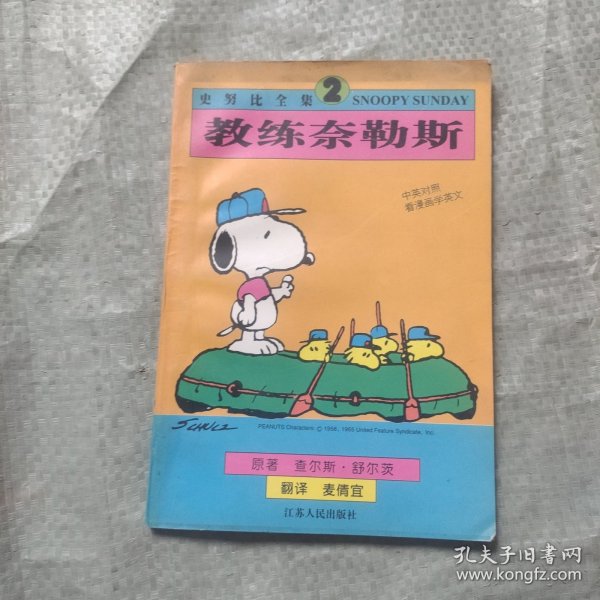 史努比全集 2 SNOOPY SUNDAY
教练奈勒斯
中英对照
看漫画学英文
SCHULZ
PEANUTS Characters: © 1958, 1965 United Feature Syndicate, Inc.
原著 查尔斯·舒尔茨
翻译 麦倩宜
江苏人民出版社
孔夫子旧书网
www.kongfz.com